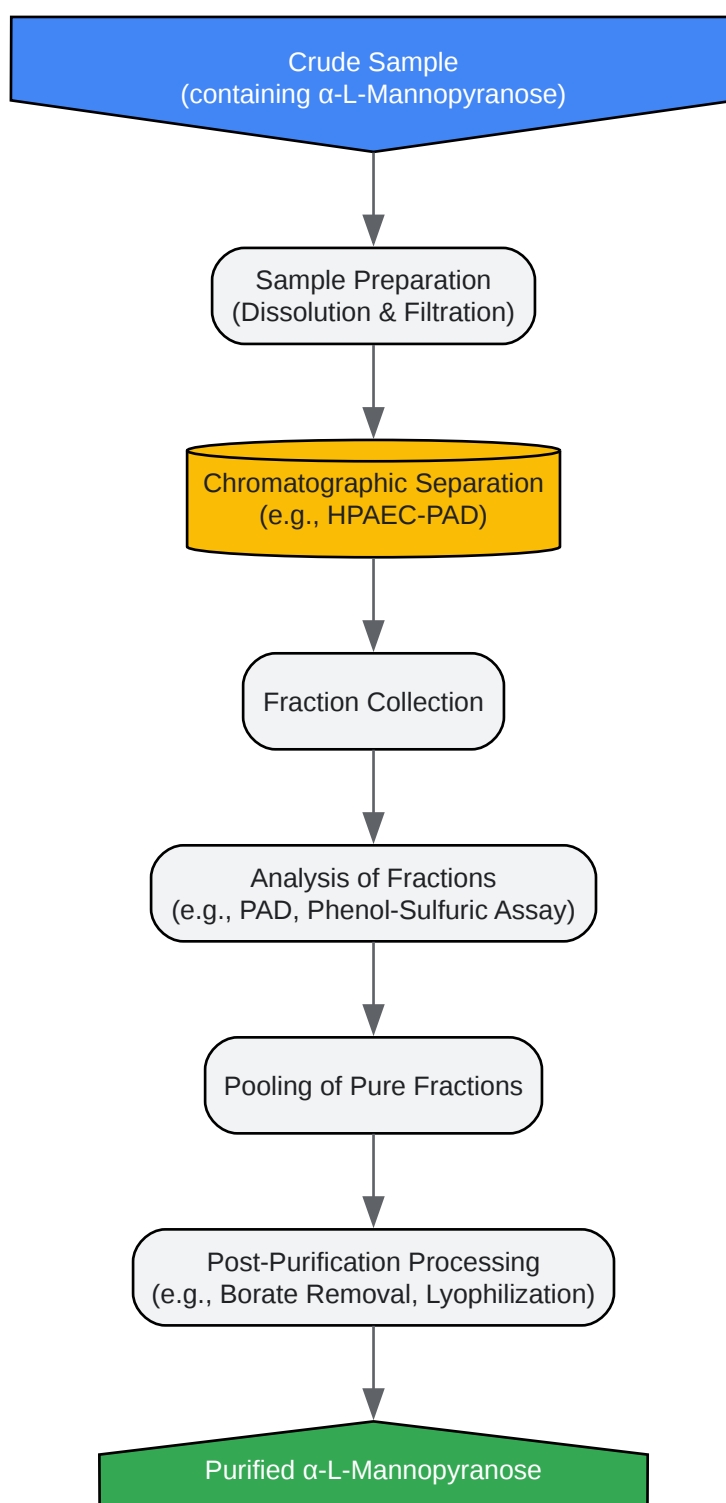 Crude Sample
(containing α-L-Mannopyranose)
Sample Preparation
(Dissolution & Filtration)
Chromatographic Separation
(e.g., HPAEC-PAD)
Fraction Collection
Analysis of Fractions
(e.g., PAD, Phenol-Sulfuric Assay)
Pooling of Pure Fractions
Post-Purification Processing
(e.g., Borate Removal, Lyophilization)
Purified α-L-Mannopyranose